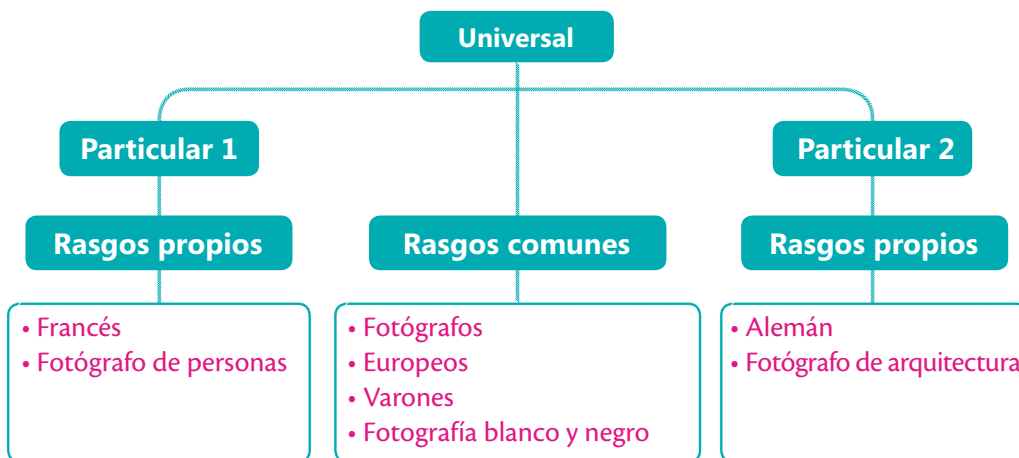 Universal
Particular 1
Particular 2
Rasgos propios
Rasgos comunes
Rasgos propios
• Francés
• Fotógrafo de personas
• Fotógrafos
• Europeos
• Varones
• Fotografía blanco y negro
• Alemán
• Fotógrafo de arquitectura